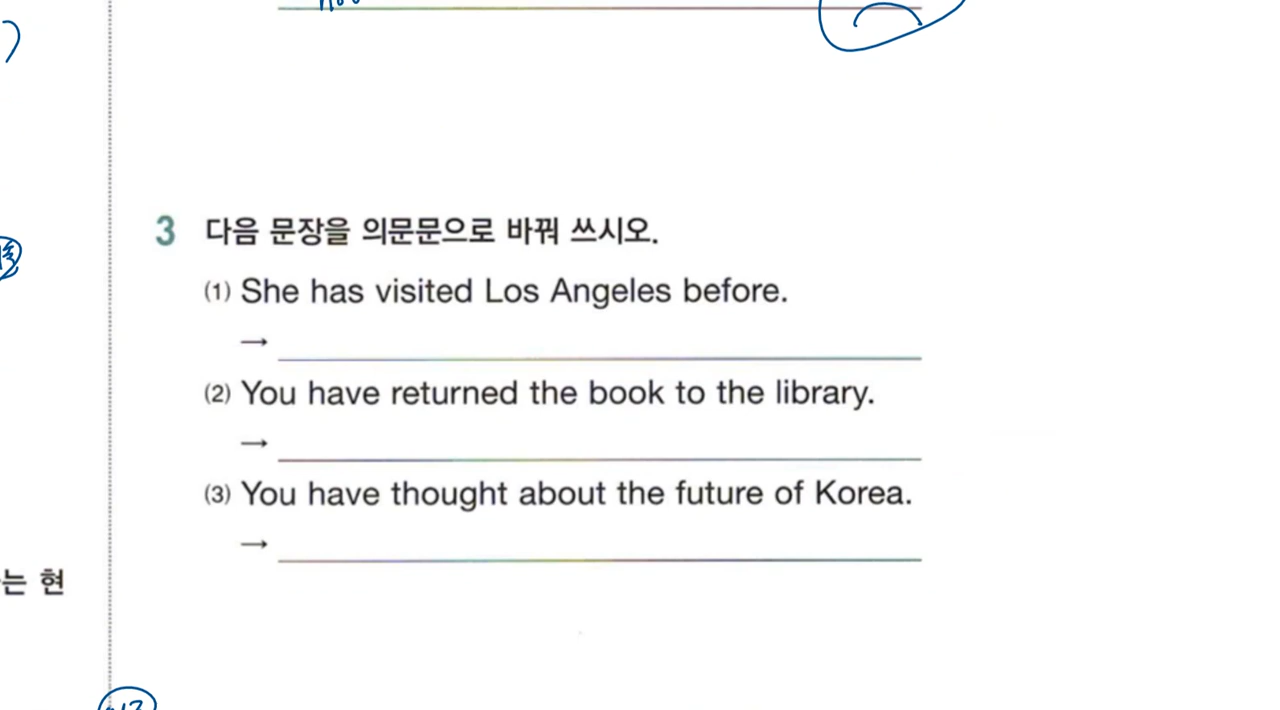 3 다음 문장을 의문문으로 바꿔 쓰시오.
(1) She has visited Los Angeles before.
→
(2) You have returned the book to the library.
→
(3) You have thought about the future of Korea.
→
는 현